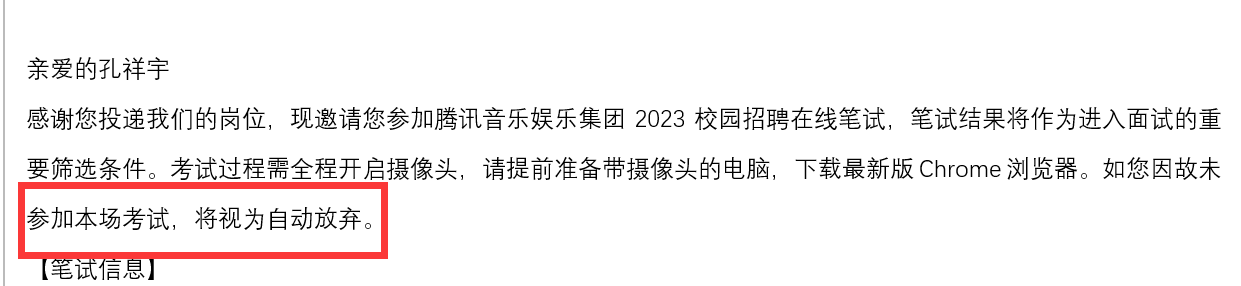 亲爱的孔祥宇
感谢您投递我们的岗位，现邀请您参加腾讯音乐娱乐集团 2023 校园招聘在线笔试，笔试结果将作为进入面试的重
要筛选条件。考试过程需全程开启摄像头，请提前准备带摄像头的电脑，下载最新版 Chrome 浏览器。如您因故未
参加本场考试，将视为自动放弃。
【笔试信息】